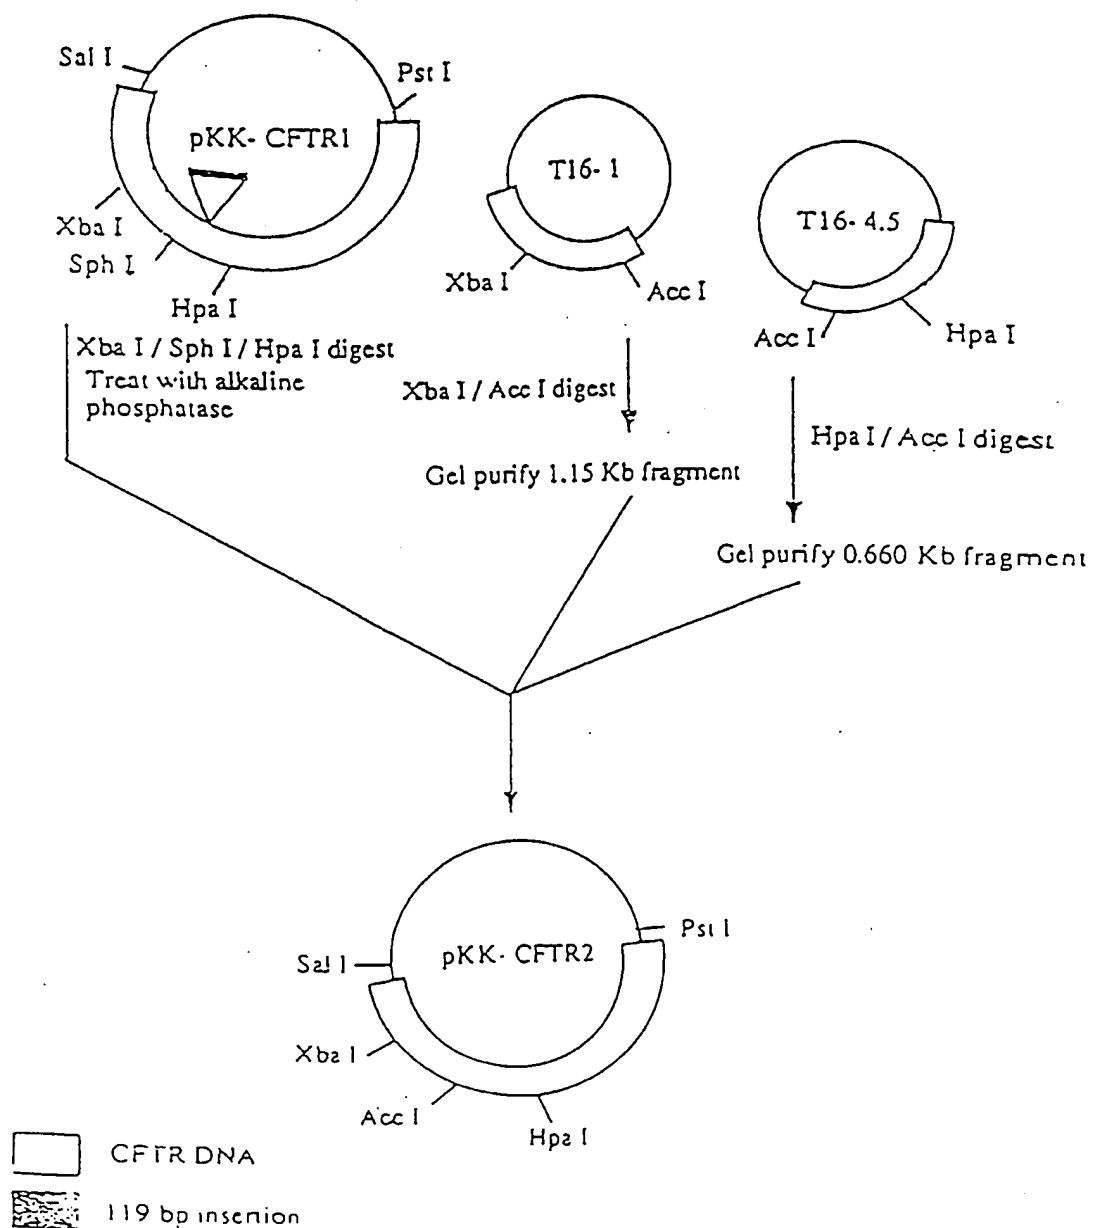 Sal I
Pst I
pKK- CFTR1
Xba I
Sph I
Hpa I
T16- 1
Xba I
Acc I
T16- 4.5
Acc I
Hpa I
Xba I / Sph I / Hpa I digest
Treat with alkaline
phosphatase
Xba I / Acc I digest
Hpa I / Acc I digest
Gel purify 1.15 Kb fragment
Gel purify 0.660 Kb fragment
Sal I
Pst I
pKK- CFTR2
Xba I
Acc I
Hpa I
CFTR DNA
119 bp insertion